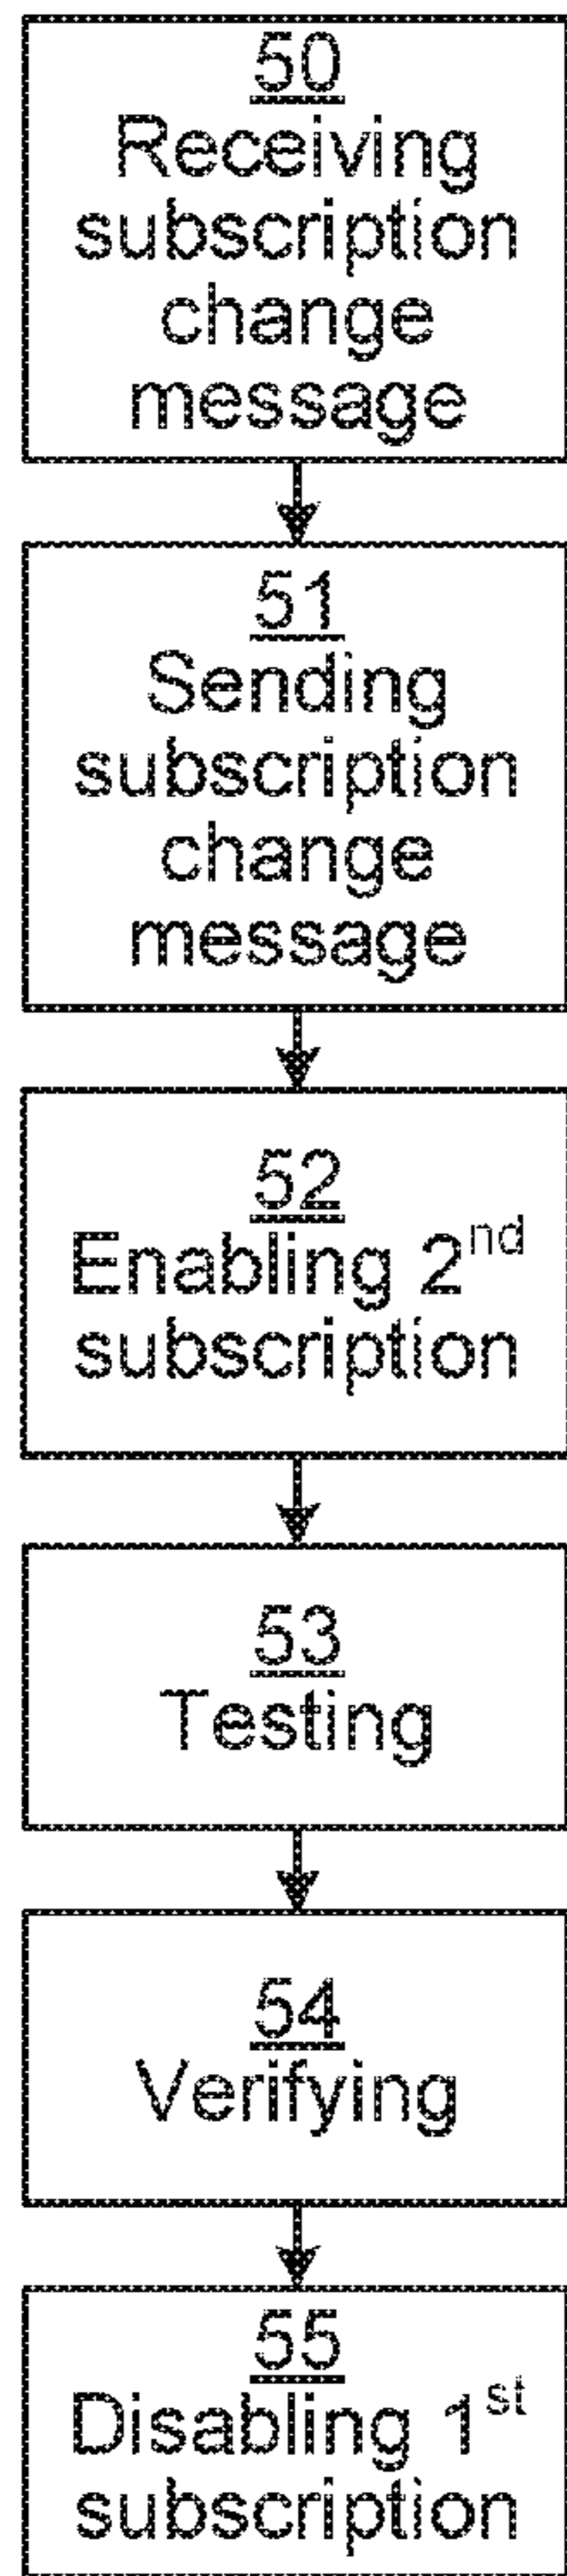 50
Receiving
subscription
change
message
51
Sending
subscription
change
message
52
Enabling 2nd
subscription
53
Testing
54
Verifying
55
Disabling 1st
subscription